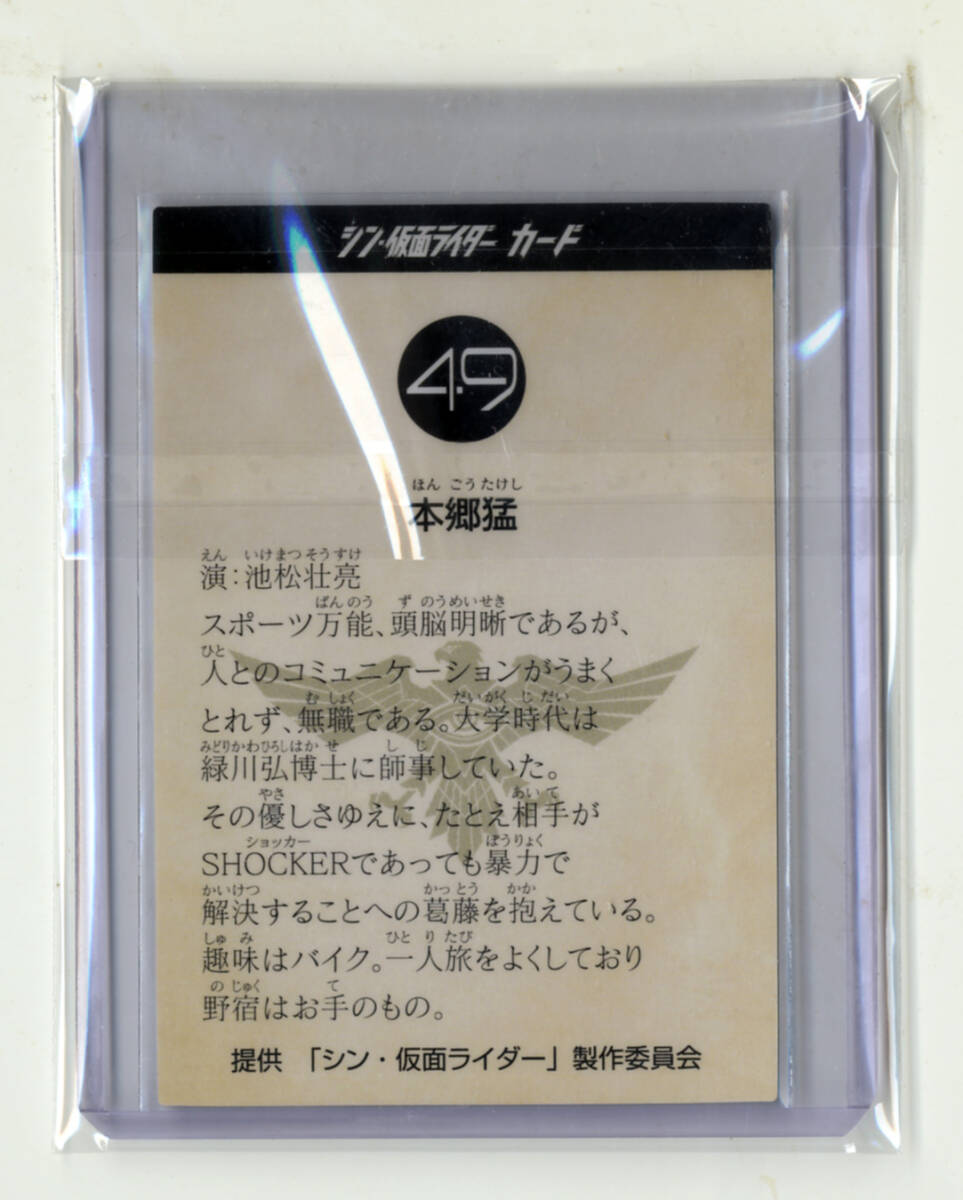 シン・仮面ライダー カード
49
ほん ごう たけし
本郷猛
えん いけまつ そうすけ
演：池松壮亮
ばんのう ず のうめいせき
スポーツ万能、頭脳明晰であるが、
ひと
人とのコミュニケーションがうまく
む しょく だいがく じ だい
とれず、無職である。大学時代は
みどりかわひろしはか せ し じ
緑川弘博士に師事していた。
やさ あいて
その優しさゆえに、たとえ相手が
ショッカー ぼうりょく
SHOCKERであっても暴力で
かいけつ かっとう かか
解決することへの葛藤を抱えている。
しゅ み ひと り たび
趣味はバイク。一人旅をよくしており
の じゅく て
野宿はお手のもの。
提供 「シン・仮面ライダー」製作委員会